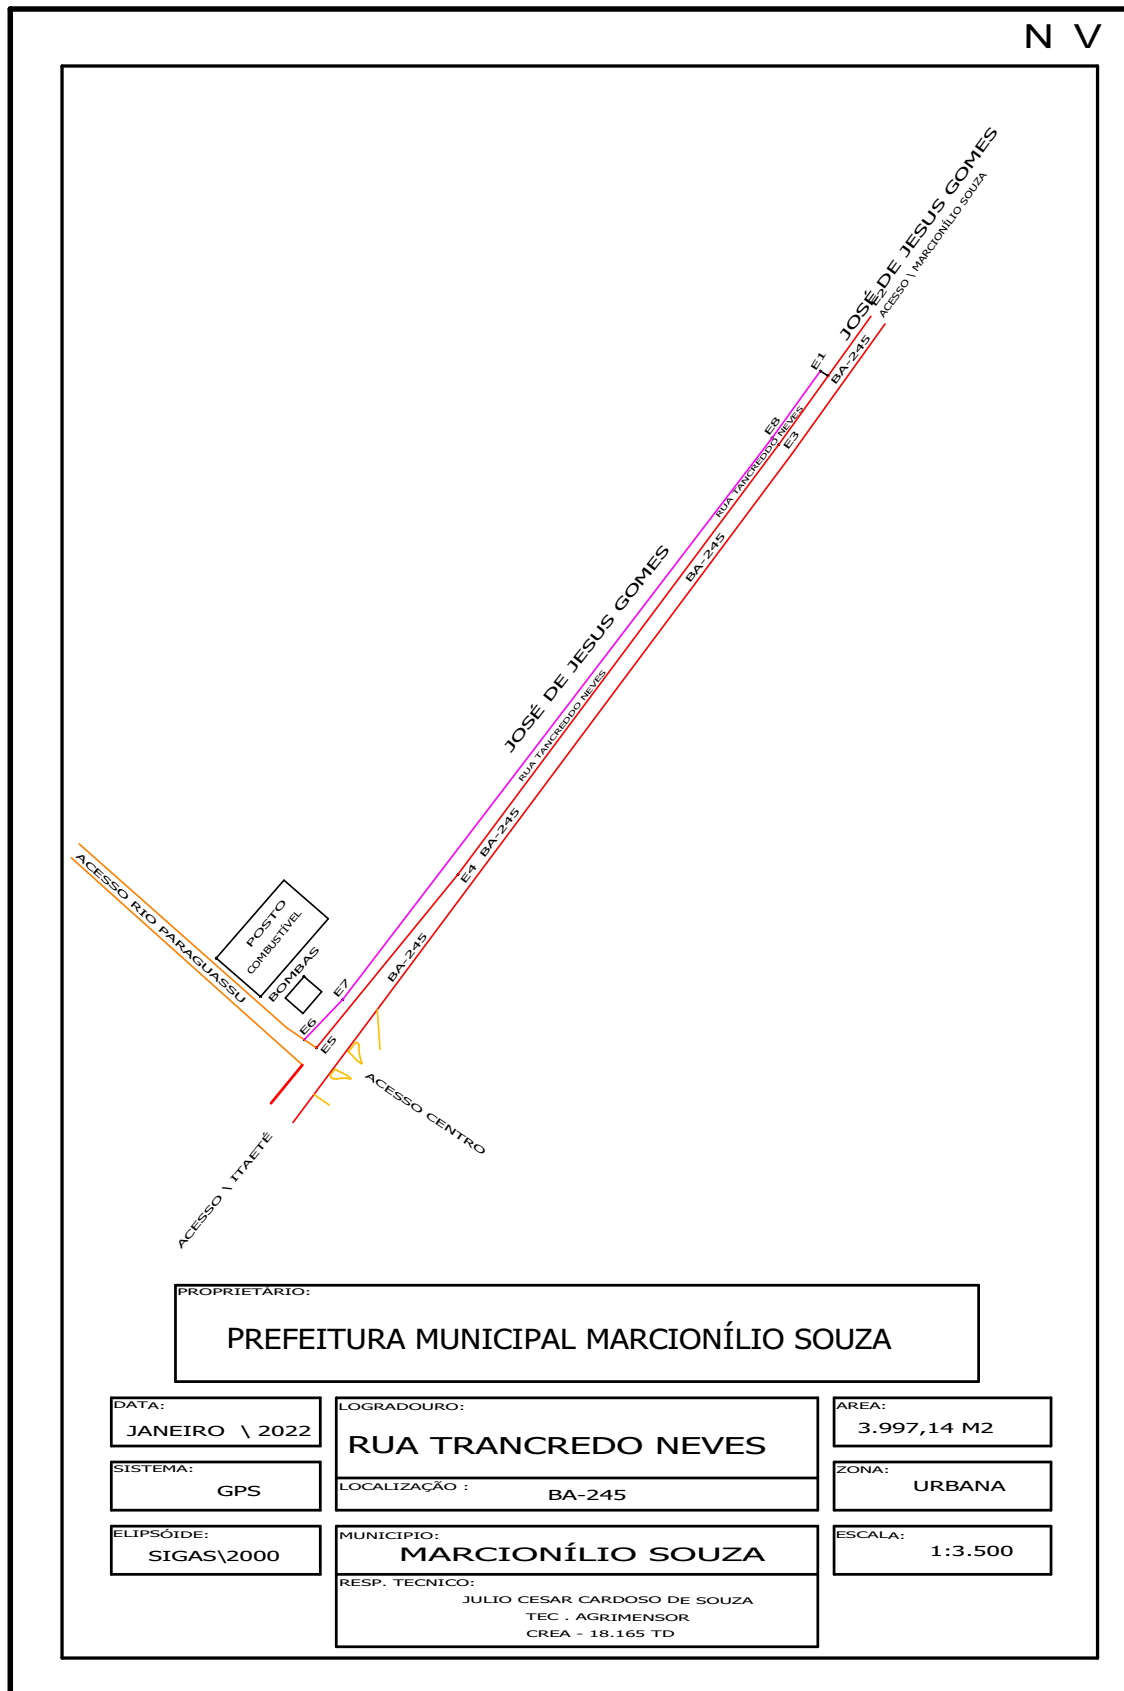 N V
JOSÉ DE JESUS GOMES
E2
ACESSO \ MARCIONÍLIO SOUZA
E1
BA-245
E8
RUA TANCREDDO NEVES
E3
BA-245
JOSÉ DE JESUS GOMES
RUA TANCREDDO NEVES
BA-245
E4
ACESSO RIO PARAGUASSU
POSTO
COMBUSTÍVEL
BOMBAS
BA-245
E7
E6
E5
ACESSO CENTRO
ACESSO \ ITAETÉ
PROPRIETÁRIO:
PREFEITURA MUNICIPAL MARCIONÍLIO SOUZA
DATA:
JANEIRO \ 2022
LOGRADOURO:
RUA TRANCREDO NEVES
AREA:
3.997,14 M2
SISTEMA:
GPS
LOCALIZAÇÃO :
BA-245
ZONA:
URBANA
ELIPSÓIDE:
SIGAS\2000
MUNICIPIO:
MARCIONÍLIO SOUZA
ESCALA:
1:3.500
RESP. TECNICO:
JULIO CESAR CARDOSO DE SOUZA
TEC . AGRIMENSOR
CREA - 18.165 TD